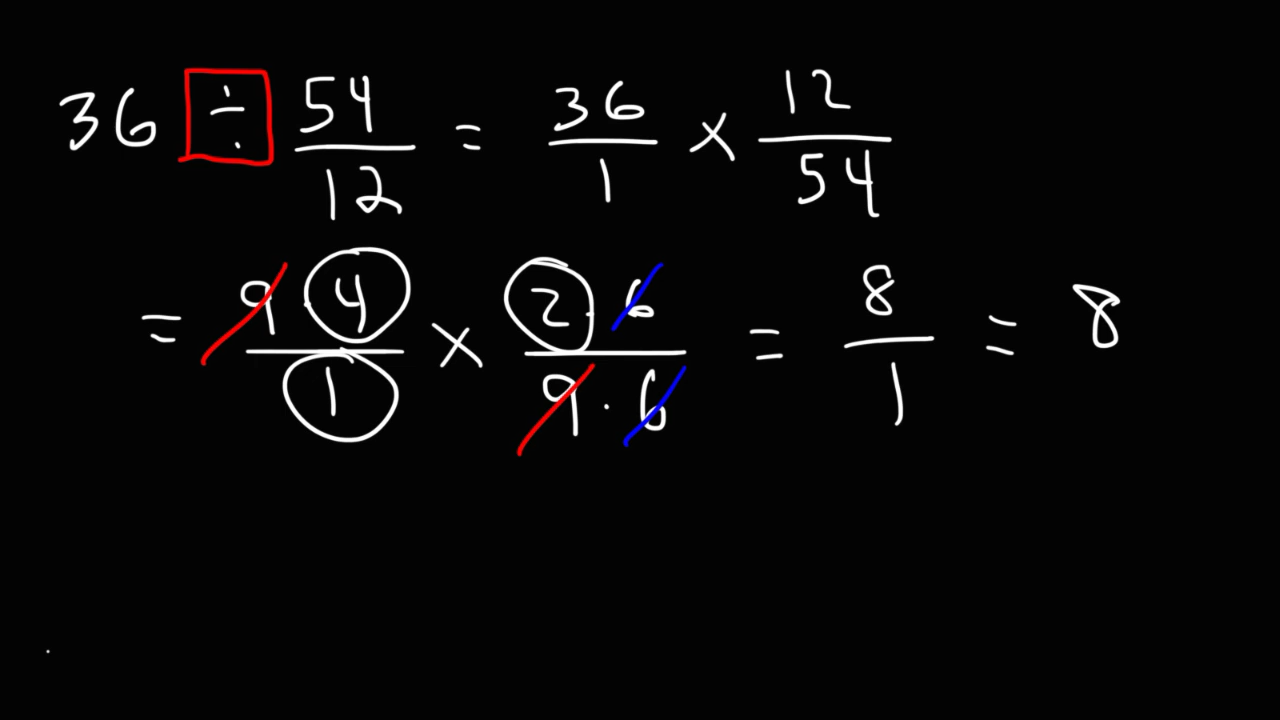 36 ÷ 54/12 = 36/1 × 12/54
= 9 4/1 × 2 · 6/9 · 6 = 8/1 = 8